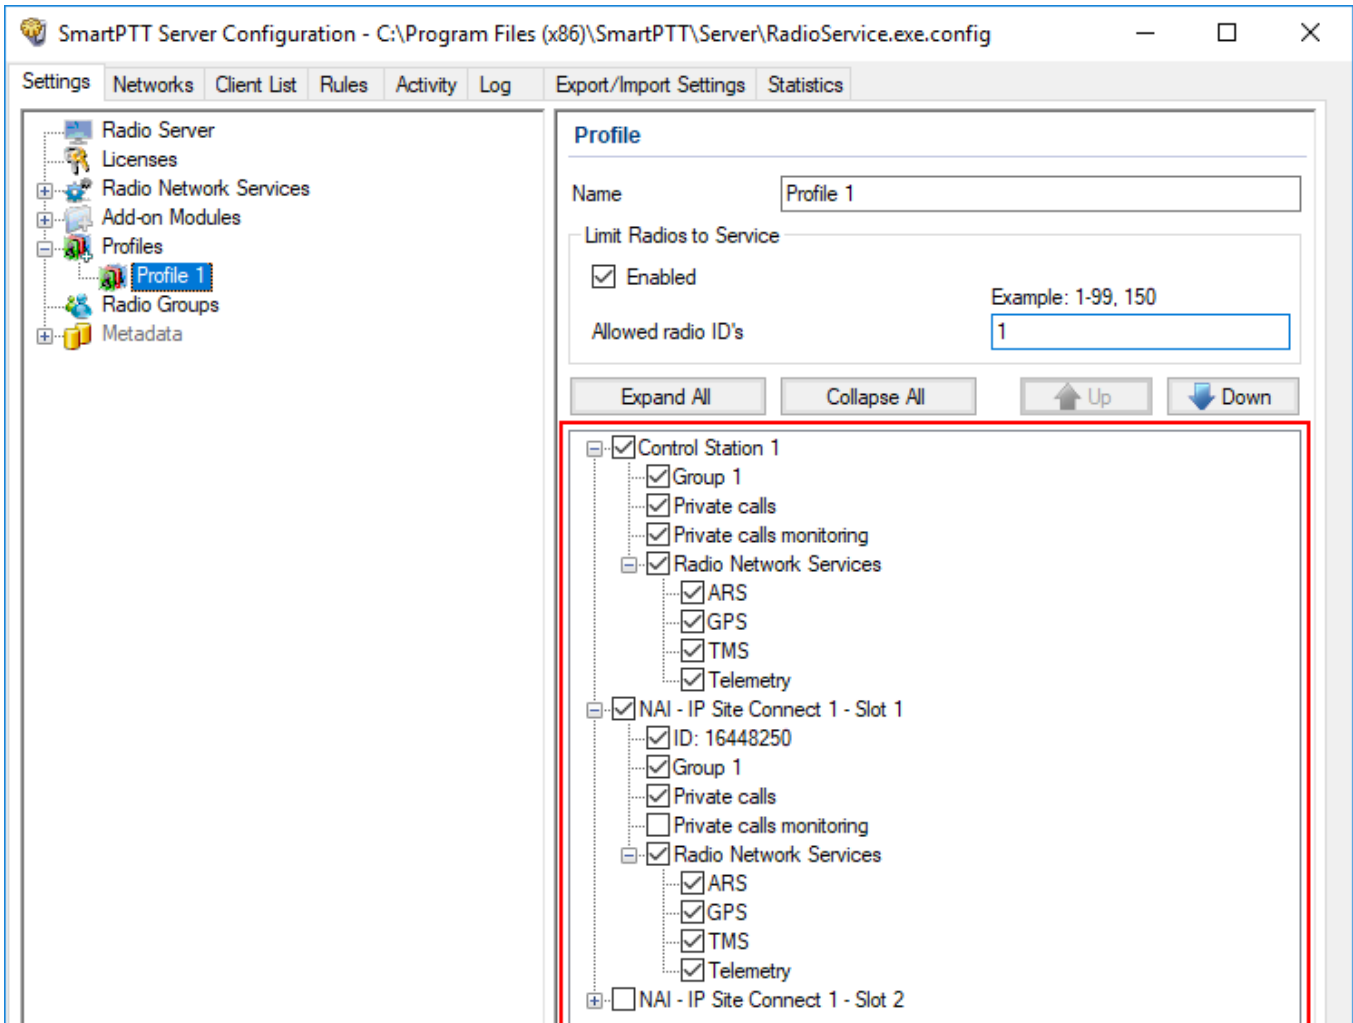 SmartPTT Server Configuration - C:\Program Files (x86)\SmartPTT\Server\RadioService.exe.config
Settings Networks Client List Rules Activity Log Export/Import Settings Statistics
Radio Server
Licenses
Radio Network Services
Add-on Modules
Profiles
Profile 1
Radio Groups
Metadata
Profile
Name Profile 1
Limit Radios to Service
Enabled
Example: 1-99, 150
Allowed radio ID's 1
Expand All Collapse All Up Down
Control Station 1
Group 1
Private calls
Private calls monitoring
Radio Network Services
ARS
GPS
TMS
Telemetry
NAI - IP Site Connect 1 - Slot 1
ID: 16448250
Group 1
Private calls
Private calls monitoring
Radio Network Services
ARS
GPS
TMS
Telemetry
NAI - IP Site Connect 1 - Slot 2